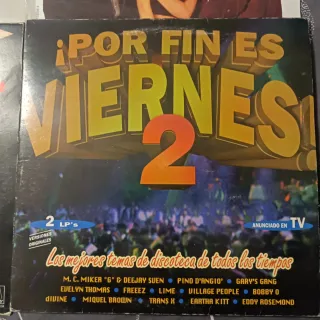 ¡POR FIN ES
VIERNES!
2
2 LP's
VERSIONES
ORIGINALES
ANUNCIADO EN TV
Los mejores temas de discoteca de todos los tiempos
M. C. MIKER "G" & DEEJAY SVEN • PINO D'ANGIO • GARY'S GANG
EVELYN THOMAS • FREEEZ • LIME • VILLAGE PEOPLE • BOBBY O
DIVINE • MIQUEL BROWN • TRANS X • EARTHA KITT • EDDY ROSEMOND